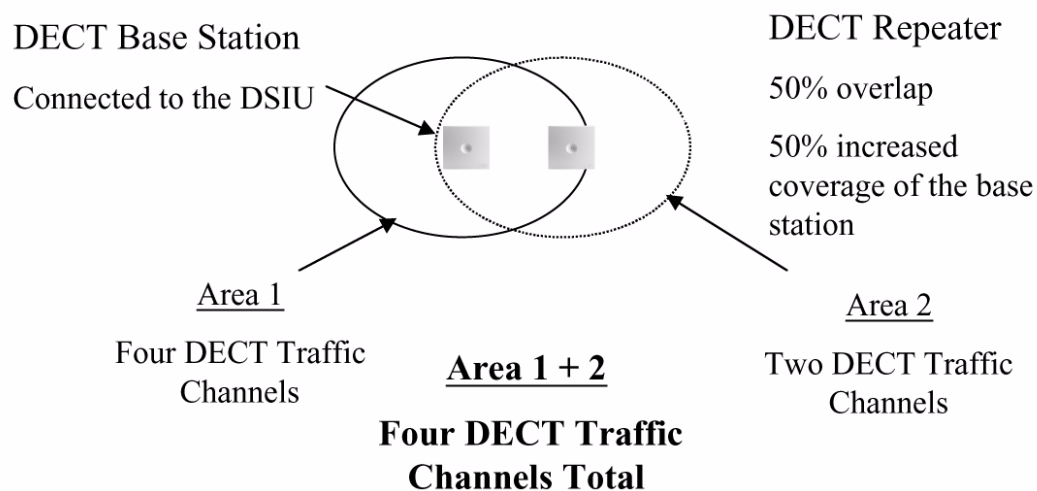 DECT Base Station
Connected to the DSIU
DECT Repeater
50% overlap
50% increased
coverage of the base
station
Area 1
Four DECT Traffic
Channels
Area 1 + 2
Four DECT Traffic
Channels Total
Area 2
Two DECT Traffic
Channels